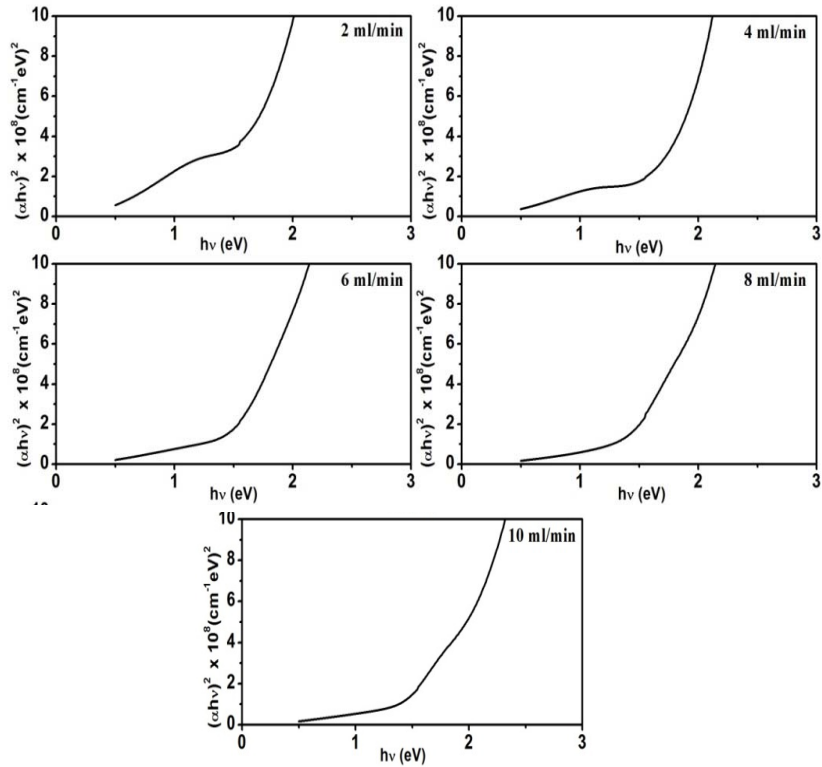 2 ml/min
(αhν)² x 10⁸(cm⁻¹eV)²
10
8
6
4
2
0
0 1 2 3
hν (eV)
4 ml/min
(αhν)² x 10⁸(cm⁻¹eV)²
10
8
6
4
2
0
0 1 2 3
hν (eV)
6 ml/min
(αhν)² x 10⁸(cm⁻¹eV)²
10
8
6
4
2
0
0 1 2 3
hν (eV)
8 ml/min
(αhν)² x 10⁸(cm⁻¹eV)²
10
8
6
4
2
0
0 1 2 3
hν (eV)
10 ml/min
(αhν)² x 10⁸(cm⁻¹eV)²
10
8
6
4
2
0
0 1 2 3
hν (eV)